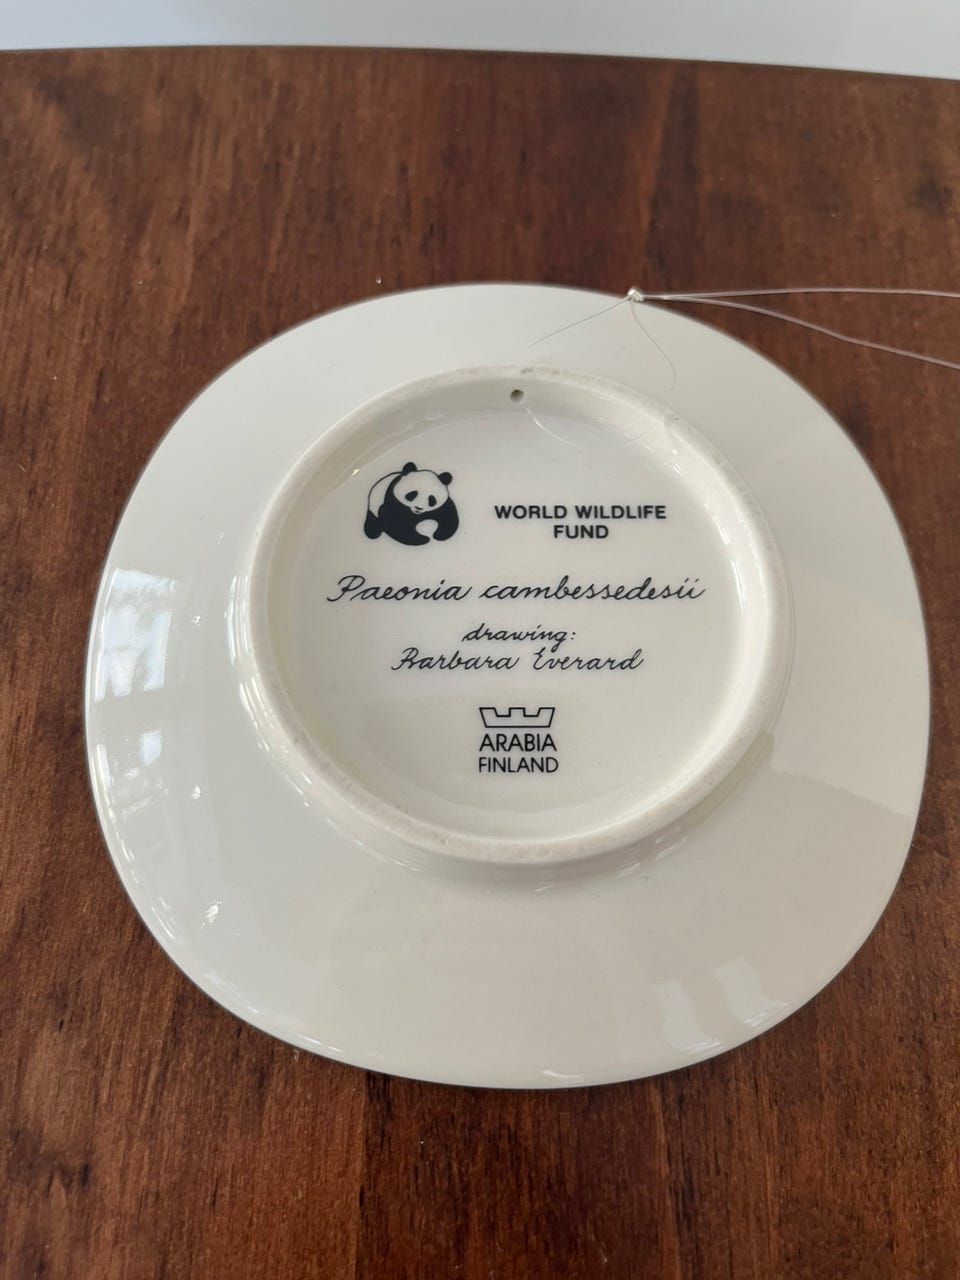 WORLD WILDLIFE
FUND
Paeonia cambessedesii
drawing:
Barbara Everard
ARABIA
FINLAND